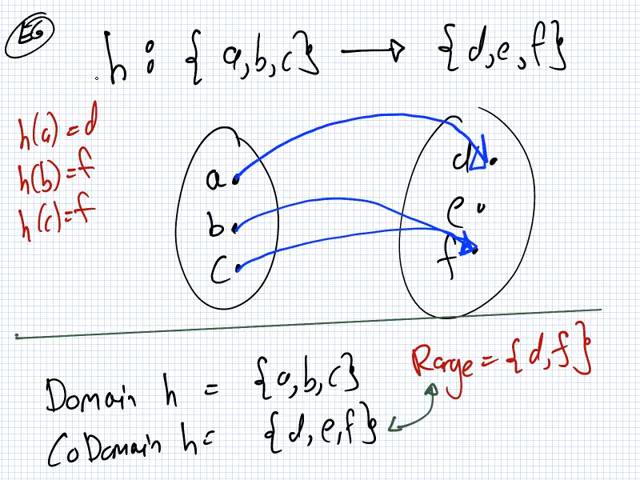 EG
h : { a,b,c} → {d,e,f}
h(a) = d
h(b) = f
h(c) = f
a
b
c
d
e
f
Range = {d,f}
Domain h = {a,b,c}
CoDomain h = {d,e,f}